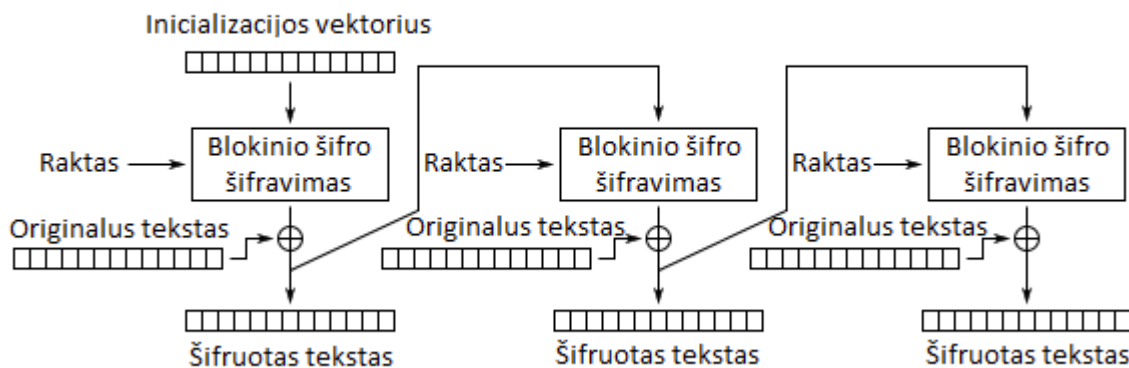 Inicializacijos vektorius
Raktas
Blokinio šifro
šifravimas
Raktas
Blokinio šifro
šifravimas
Raktas
Blokinio šifro
šifravimas
Originalus tekstas
Originalus tekstas
Originalus tekstas
Šifruotas tekstas
Šifruotas tekstas
Šifruotas tekstas